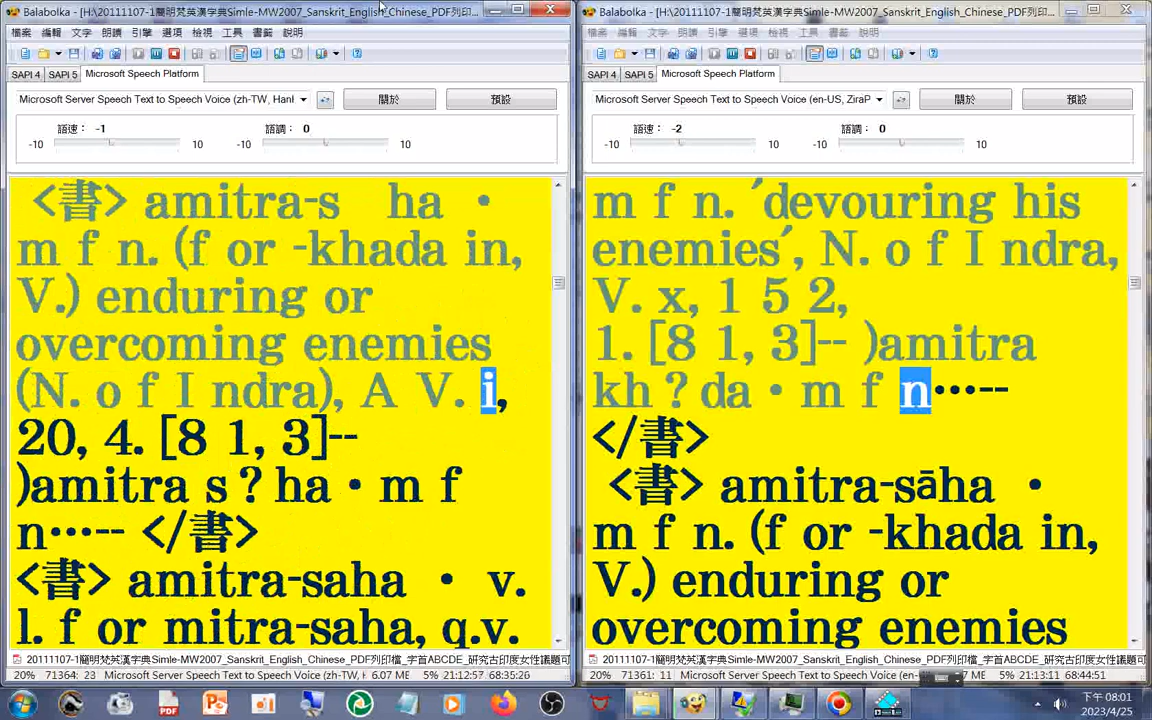 Balabolka - [H:\20111107-1簡明梵英漢字典Simle-MW2007_Sanskrit_English_Chinese_PDF列印...
檔案 編輯 文字 朗讀 引擎 選項 檢視 工具 書籤 說明
SAPI 4 SAPI 5 Microsoft Speech Platform
Microsoft Server Speech Text to Speech Voice (zh-TW, Hanl 關於 預設
語速： -1 語調： 0
-10 10 -10 10
<書> amitra-s ha ‧
m f n. (f or -khada in,
V.) enduring or
overcoming enemies
(N. o f I ndra), A V. i,
20, 4. [8 1, 3]--
)amitra s ? ha ‧ m f
n…-- </書>
<書> amitra-saha ‧ v.
l. f or mitra-saha, q.v.
20111107-1簡明梵英漢字典Simle-MW2007_Sanskrit_English_Chinese_PDF列印檔_字首ABCDE_研究古印度女性議題可
20% 71364: 23 Microsoft Server Speech Text to Speech Voice (zh-TW, H 6.07 MB 5% 21:12:57 68:35:26
Balabolka - [H:\20111107-1簡明梵英漢字典Simle-MW2007_Sanskrit_English_Chinese_PDF列印...
檔案 編輯 文字 朗讀 引擎 選項 檢視 工具 書籤 說明
SAPI 4 SAPI 5 Microsoft Speech Platform
Microsoft Server Speech Text to Speech Voice (en-US, ZiraP 關於 預設
語速： -2 語調： 0
-10 10 -10 10
m f n. ′devouring his
enemies′, N. o f I ndra,
V. x, 1 5 2,
1. [8 1, 3]-- )amitra
kh ? da ‧ m f n…--
</書>
<書> amitra-sāha ‧
m f n. (f or -khada in,
V.) enduring or
overcoming enemies
20111107-1簡明梵英漢字典Simle-MW2007_Sanskrit_English_Chinese_PDF列印檔_字首ABCDE_研究古印度女性議題可
20% 71361: 11 Microsoft Server Speech Text to Speech Voice (en-US, 5% 21:13:11 68:44:51
下午 08:01
2023/4/25